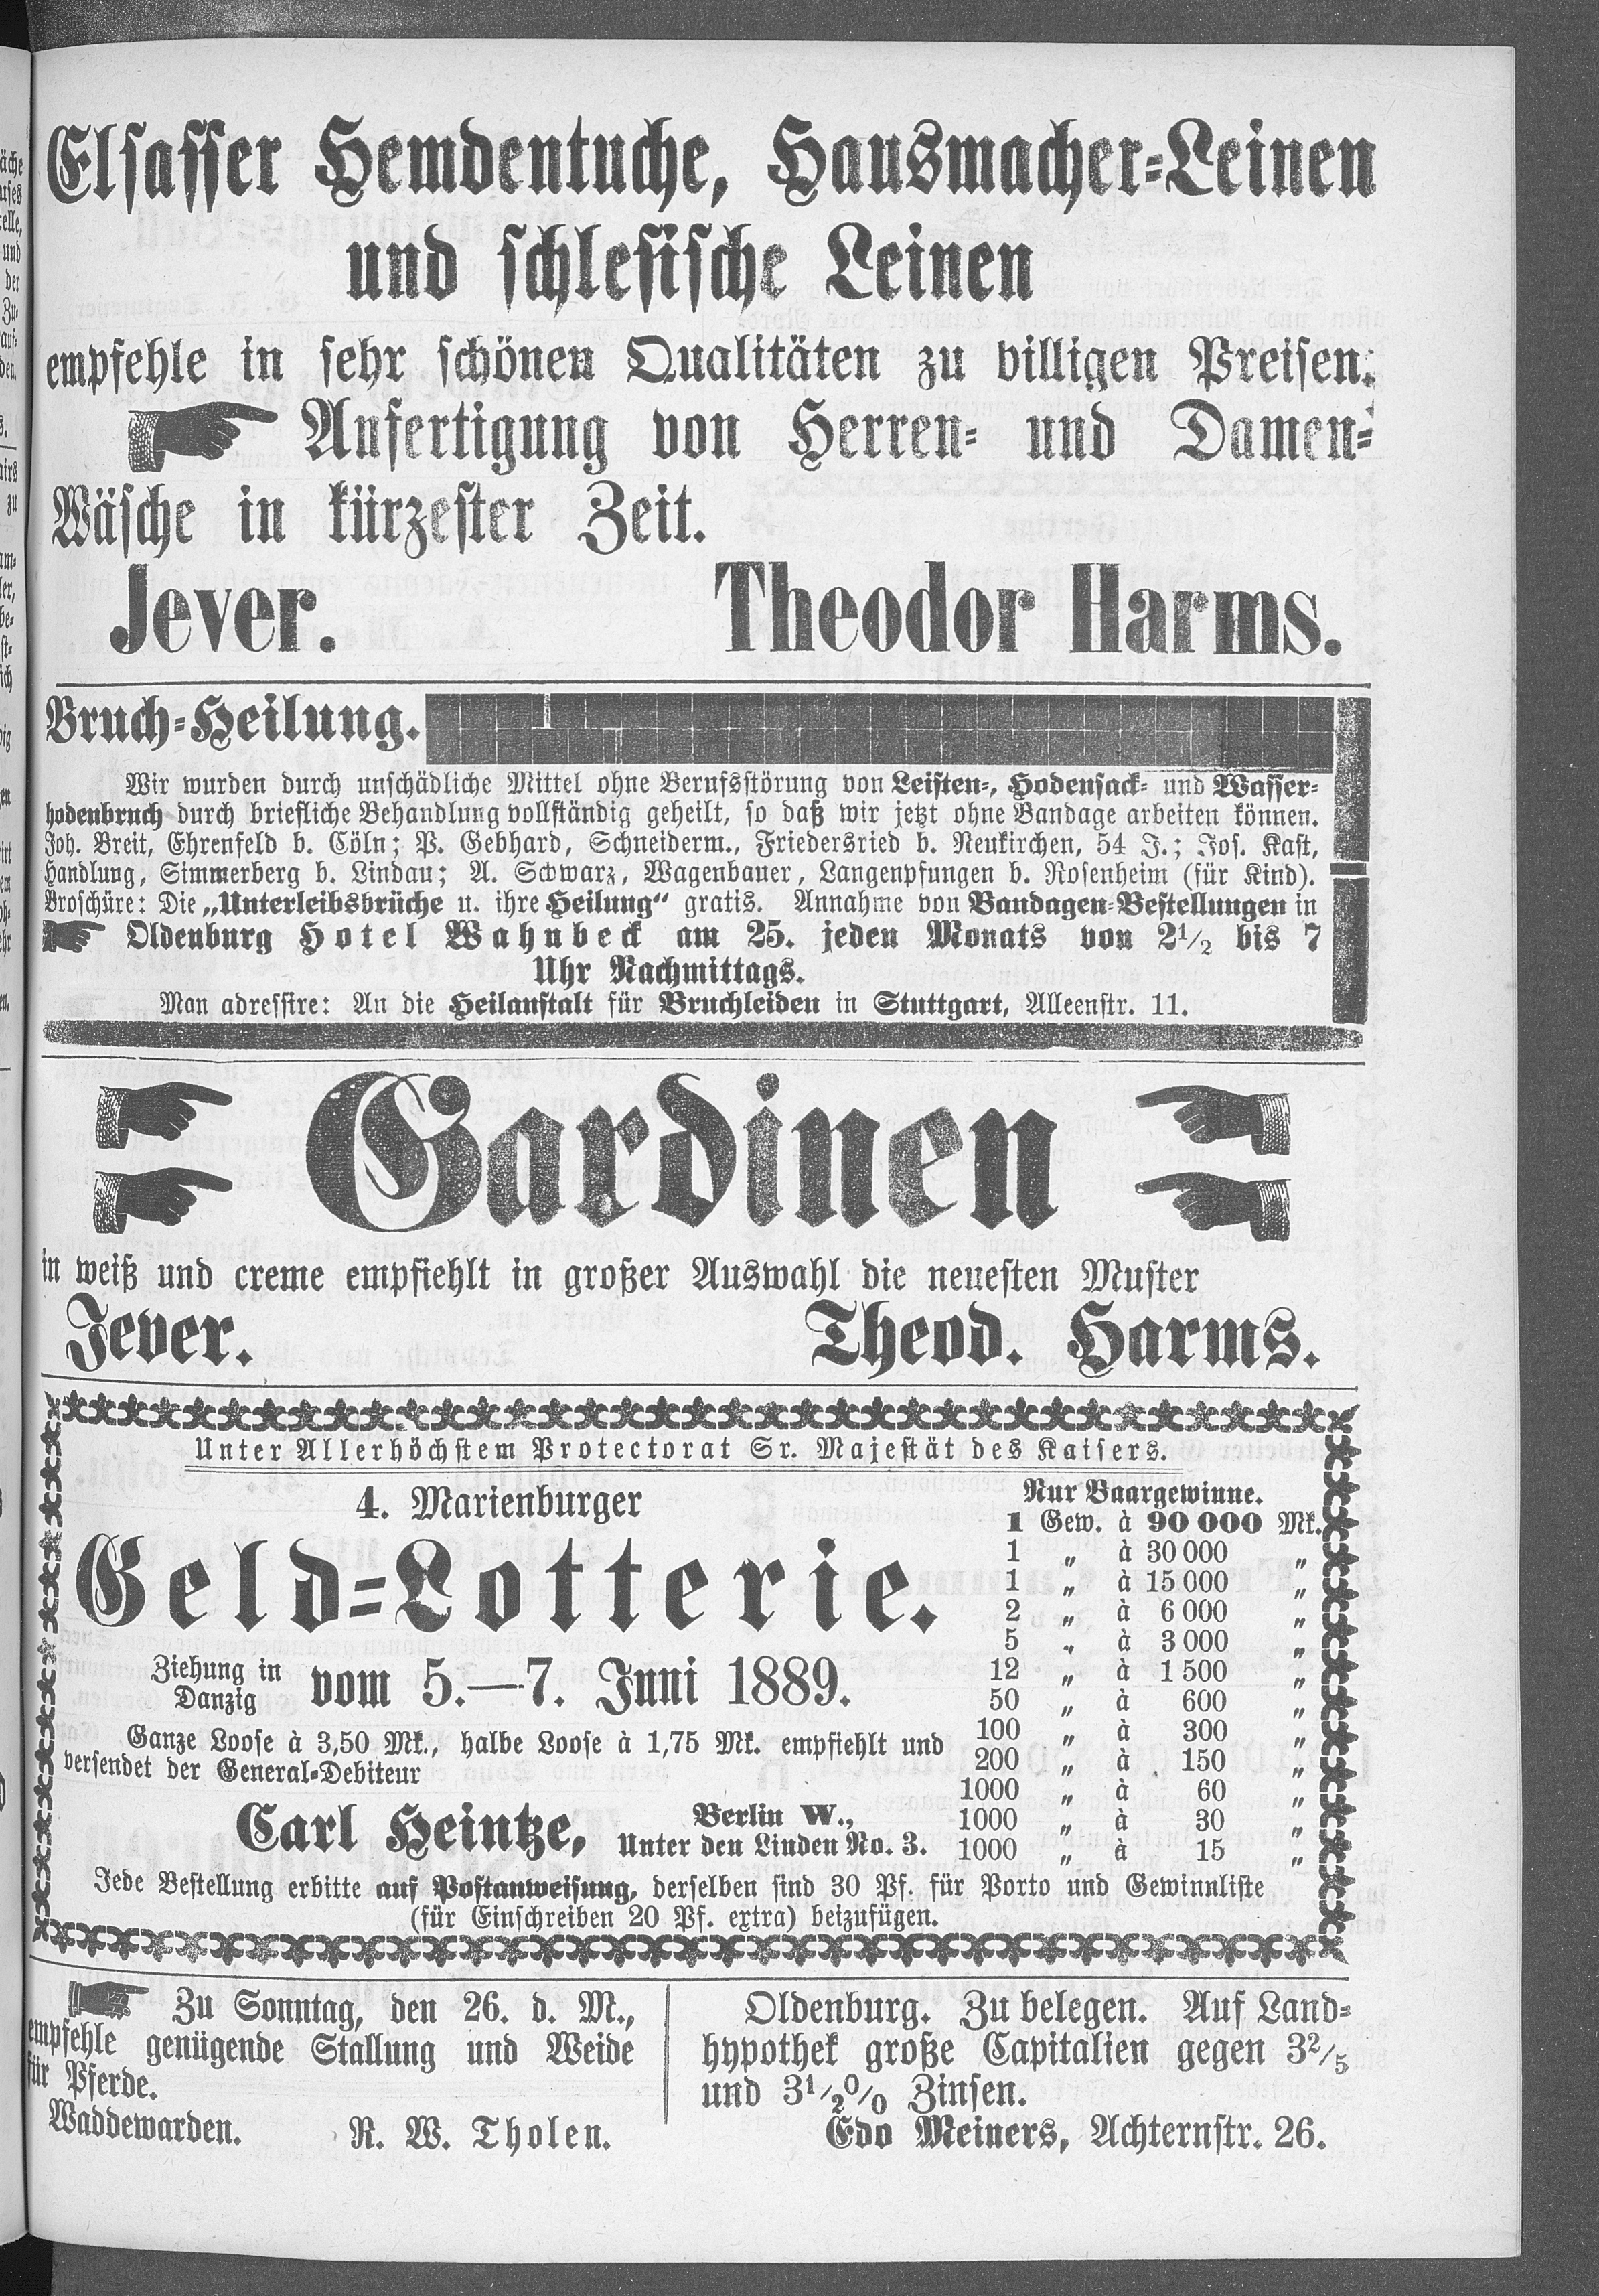 Elsasser Hemdentuche, Hausmacher-Leinen
und schlesische Leinen
empfehle in sehr schönen Qualitäten zu billigen Preisen.
Anfertigung von Herren- und Damen-
Wäsche in kürzester Zeit.
Jever. Theodor Harms.
Bruch-Heilung.
Wir wurden durch unschädliche Mittel ohne Berufsstörung von Leisten-, Hodensack- und Wasser-
hodenbruch durch briefliche Behandlung vollständig geheilt, so daß wir jetzt ohne Bandage arbeiten können.
Joh. Breit, Ehrenfeld b. Cöln; P. Gebhard, Schneiderm., Friedersried b. Neukirchen, 54 J.; Jos. Kast,
Handlung, Simmerberg b. Lindau; A. Schwarz, Wagenbauer, Langenpfungen b. Rosenheim (für Kind).
Broschüre: Die „Unterleibsbrüche u. ihre Heilung" gratis. Annahme von Bandagen-Bestellungen in
Oldenburg Hotel Wahnbeck am 25. jeden Monats von 2½ bis 7
Uhr Nachmittags.
Man adressire: An die Heilanstalt für Bruchleiden in Stuttgart, Alleenstr. 11.
Gardinen
in weiß und creme empfiehlt in großer Auswahl die neuesten Muster
Jever. Theod. Harms.
Unter Allerhöchstem Protectorat Sr. Majestät des Kaisers.
4. Marienburger
Geld-Lotterie.
Ziehung in
Danzig
vom 5.—7. Juni 1889.
Ganze Loose à 3,50 Mk., halbe Loose à 1,75 Mk. empfiehlt und
versendet der General-Debiteur
Carl Heintze,
Berlin W.,
Unter den Linden No. 3.
Nur Baargewinne.
1 Gew. à 90 000 Mk.
1 „ à 30 000 „
1 „ à 15 000 „
2 „ à 6 000 „
5 „ à 3 000 „
12 „ à 1 500 „
50 „ à 600 „
100 „ à 300 „
200 „ à 150 „
1000 „ à 60 „
1000 „ à 30 „
1000 „ à 15 „
Jede Bestellung erbitte auf Postanweisung, derselben sind 30 Pf. für Porto und Gewinnliste
(für Einschreiben 20 Pf. extra) beizufügen.
Zu Sonntag, den 26. d. M.,
empfehle genügende Stallung und Weide
für Pferde.
Waddewarden. R. W. Tholen.
Oldenburg. Zu belegen. Auf Land-
hypothek große Capitalien gegen 3²/₅
und 3½% Zinsen.
Edo Meiners, Achternstr. 26.